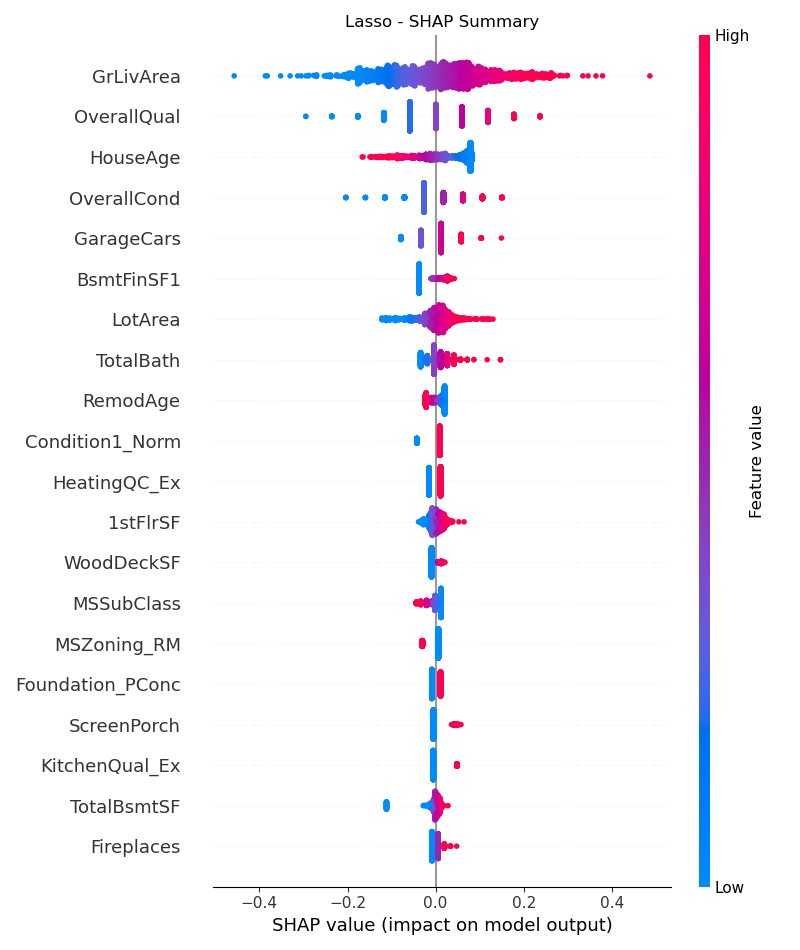 Lasso - SHAP Summary
High
GrLivArea
OverallQual
HouseAge
OverallCond
GarageCars
BsmtFinSF1
LotArea
TotalBath
RemodAge
Condition1_Norm
HeatingQC_Ex
1stFlrSF
WoodDeckSF
MSSubClass
MSZoning_RM
Foundation_PConc
ScreenPorch
KitchenQual_Ex
TotalBsmtSF
Fireplaces
Feature value
Low
−0.4 −0.2 0.0 0.2 0.4
SHAP value (impact on model output)